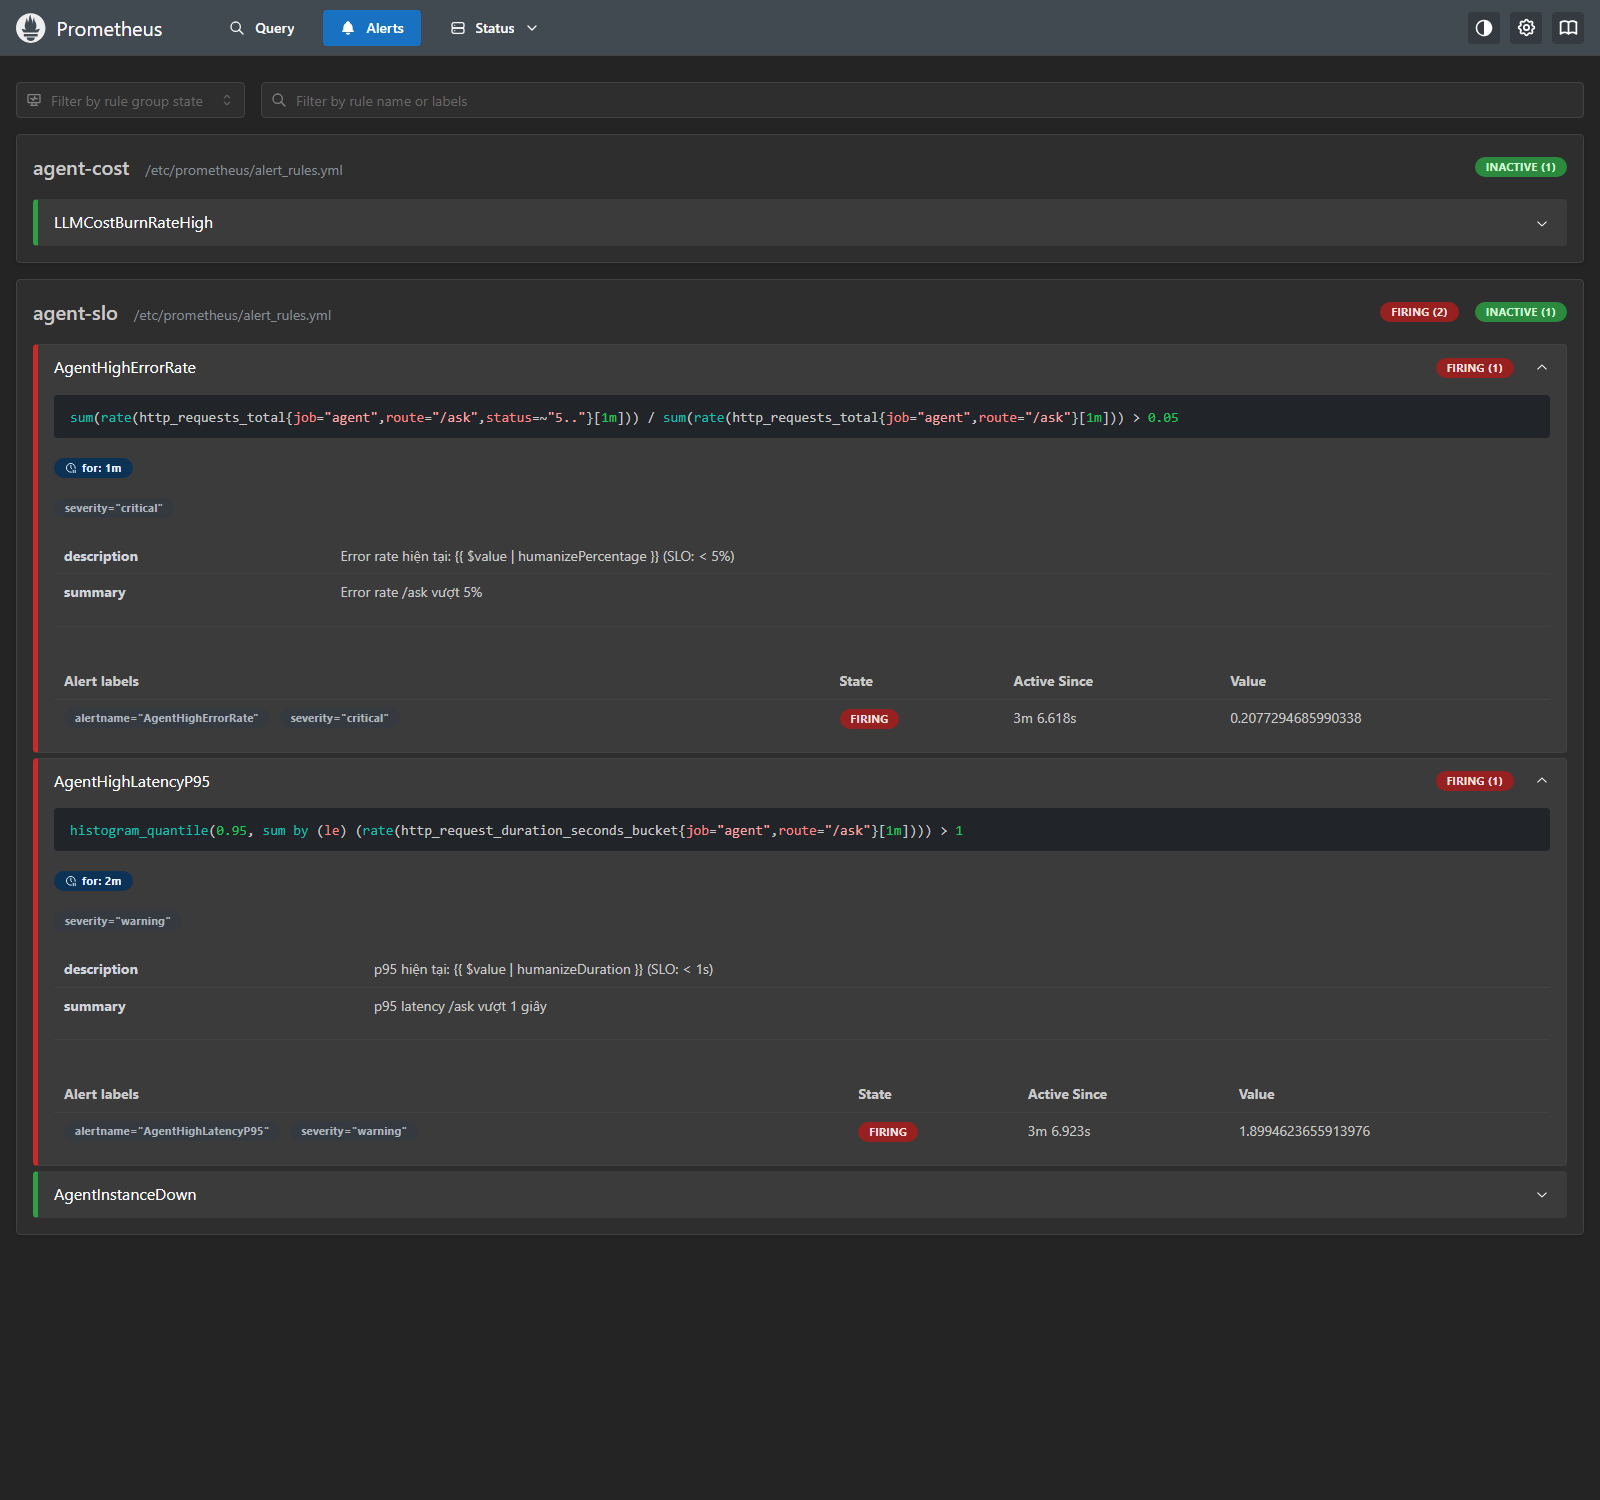 Prometheus Query Alerts Status
Filter by rule group state Filter by rule name or labels
agent-cost /etc/prometheus/alert_rules.yml INACTIVE (1)
LLMCostBurnRateHigh
agent-slo /etc/prometheus/alert_rules.yml FIRING (2) INACTIVE (1)
AgentHighErrorRate FIRING (1)
sum(rate(http_requests_total{job="agent",route="/ask",status=~"5.."}[1m])) / sum(rate(http_requests_total{job="agent",route="/ask"}[1m])) > 0.05
for: 1m
severity="critical"
description Error rate hiện tại: {{ $value | humanizePercentage }} (SLO: < 5%)
summary Error rate /ask vượt 5%
Alert labels State Active Since Value
alertname="AgentHighErrorRate" severity="critical" FIRING 3m 6.618s 0.2077294685990338
AgentHighLatencyP95 FIRING (1)
histogram_quantile(0.95, sum by (le) (rate(http_request_duration_seconds_bucket{job="agent",route="/ask"}[1m]))) > 1
for: 2m
severity="warning"
description p95 hiện tại: {{ $value | humanizeDuration }} (SLO: < 1s)
summary p95 latency /ask vượt 1 giây
Alert labels State Active Since Value
alertname="AgentHighLatencyP95" severity="warning" FIRING 3m 6.923s 1.8994623655913976
AgentInstanceDown